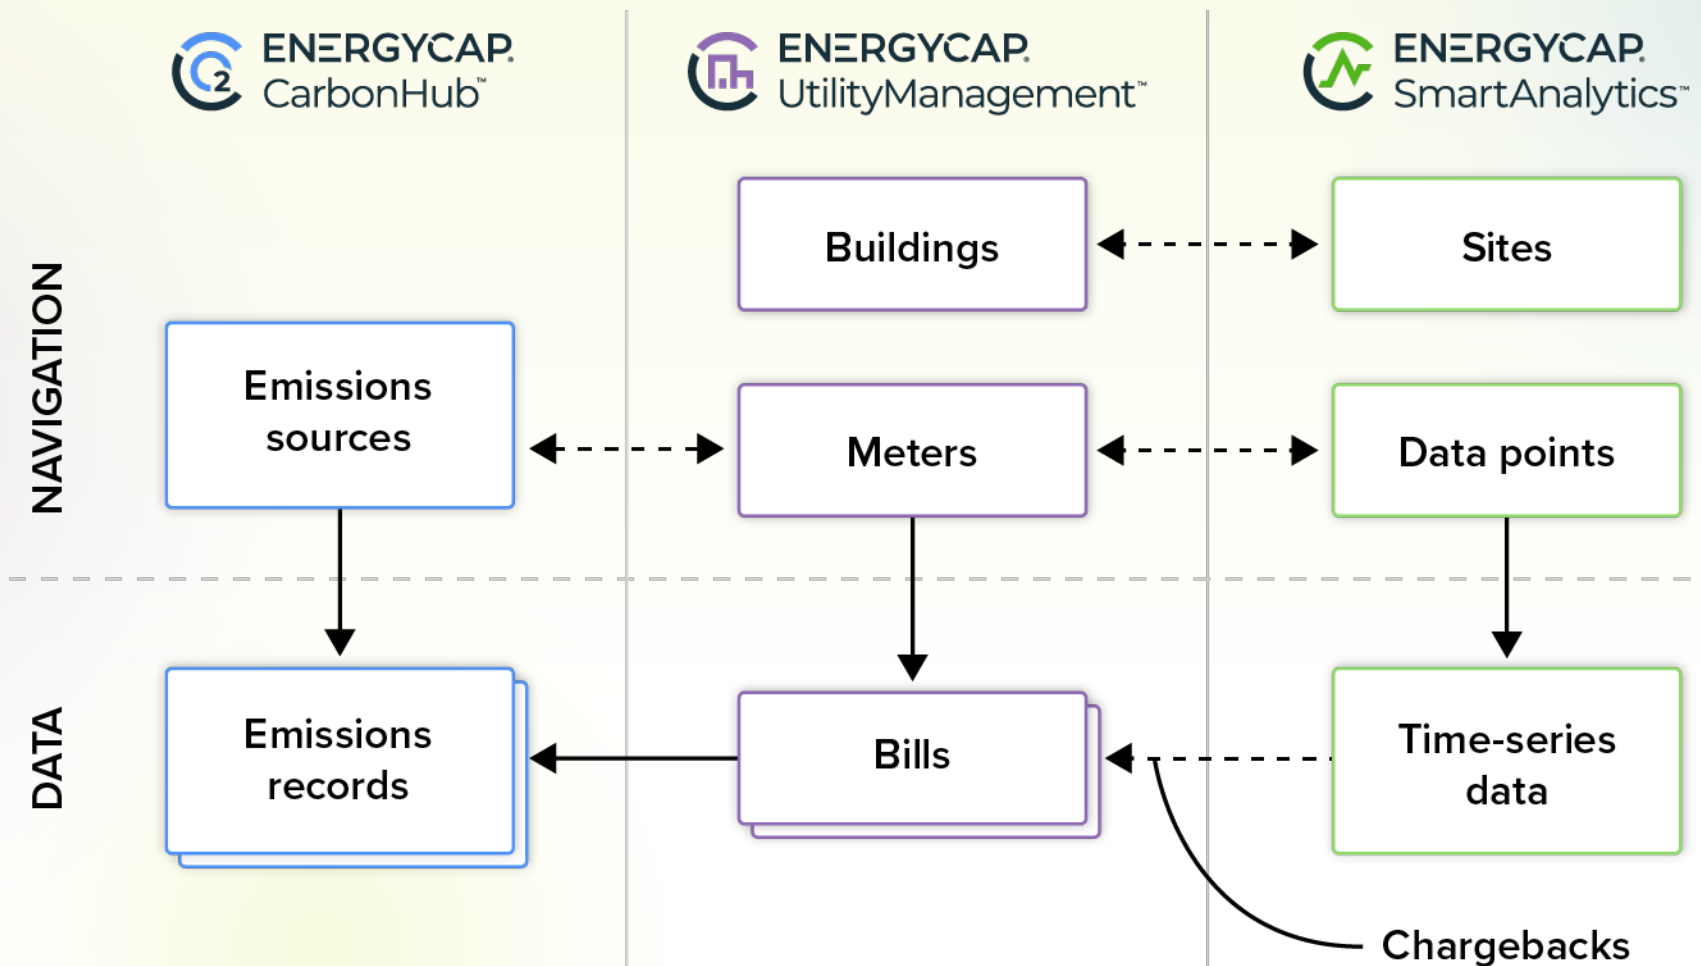 ENERGYCAP®
CarbonHub™
ENERGYCAP®
UtilityManagement™
ENERGYCAP®
SmartAnalytics™
NAVIGATION
Buildings
Sites
Emissions
sources
Meters
Data points
DATA
Emissions
records
Bills
Time-series
data
Chargebacks